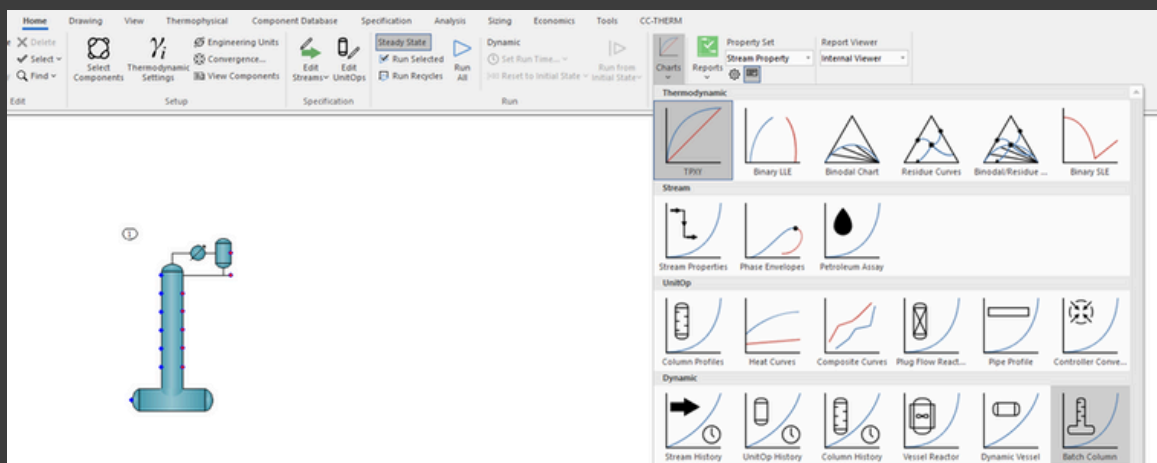 Home Drawing View Thermophysical Component Database Specification Analysis Sizing Economics Tools CC-THERM
Delete
Select
Find
Edit
Select Components
Thermodynamic Settings
Engineering Units
Convergence...
View Components
Setup
Edit Streams
Edit UnitOps
Specification
Steady State
Run Selected
Run Recycles
Run All
Dynamic
Set Run Time...
Reset to Initial State
Run from Initial State
Run
Charts
Reports
Property Set
Stream Property
Report Viewer
Internal Viewer
Thermodynamic
TPXY Binary LLE Binodal Chart Residue Curves Binodal/Residue ... Binary SLE
Stream
Stream Properties Phase Envelopes Petroleum Assay
UnitOp
Column Profiles Heat Curves Composite Curves Plug Flow React... Pipe Profile Controller Conve...
Dynamic
Stream History UnitOp History Column History Vessel Reactor Dynamic Vessel Batch Column
1